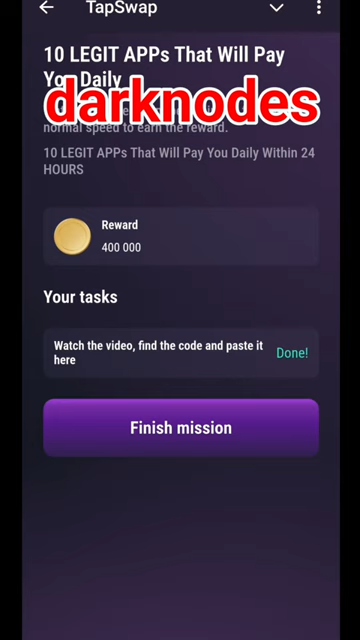 TapSwap
10 LEGIT APPs That Will Pay
You Daily
darknodes
normal speed to earn the reward.
10 LEGIT APPs That Will Pay You Daily Within 24
HOURS
Reward
400 000
Your tasks
Watch the video, find the code and paste it
here
Done!
Finish mission